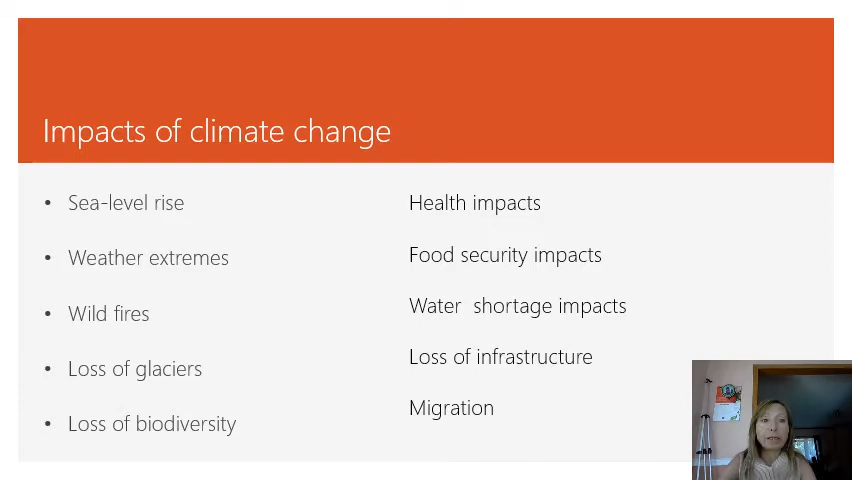 Impacts of climate change
• Sea-level rise
• Weather extremes
• Wild fires
• Loss of glaciers
• Loss of biodiversity
Health impacts
Food security impacts
Water  shortage impacts
Loss of infrastructure
Migration